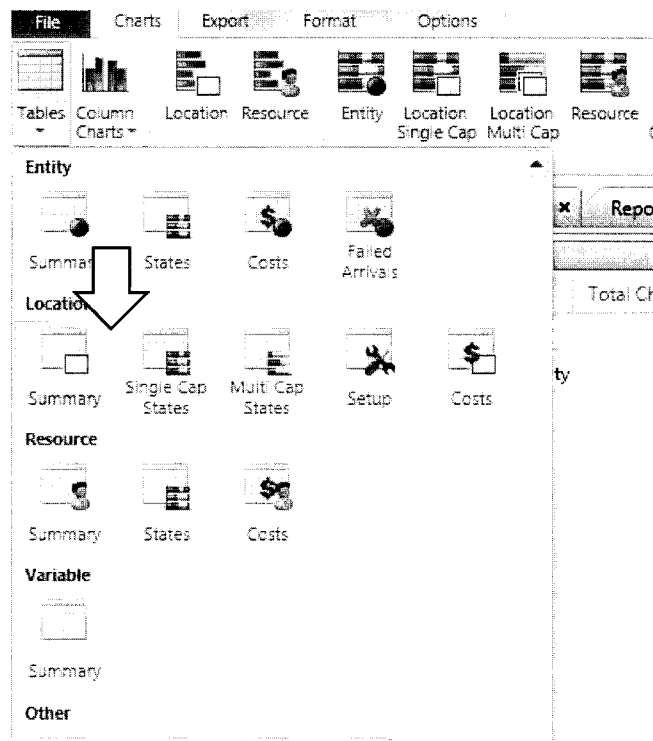 File Charts Export Format Options
Tables Column Charts Location Resource Entity Location Single Cap Location Multi Cap Resource
Entity
Summary States Costs Failed Arrivals
× Repo
Location
Total Ch
Summary Single Cap States Multi Cap States Setup Costs
ty
Resource
Summary States Costs
Variable
Summary
Other